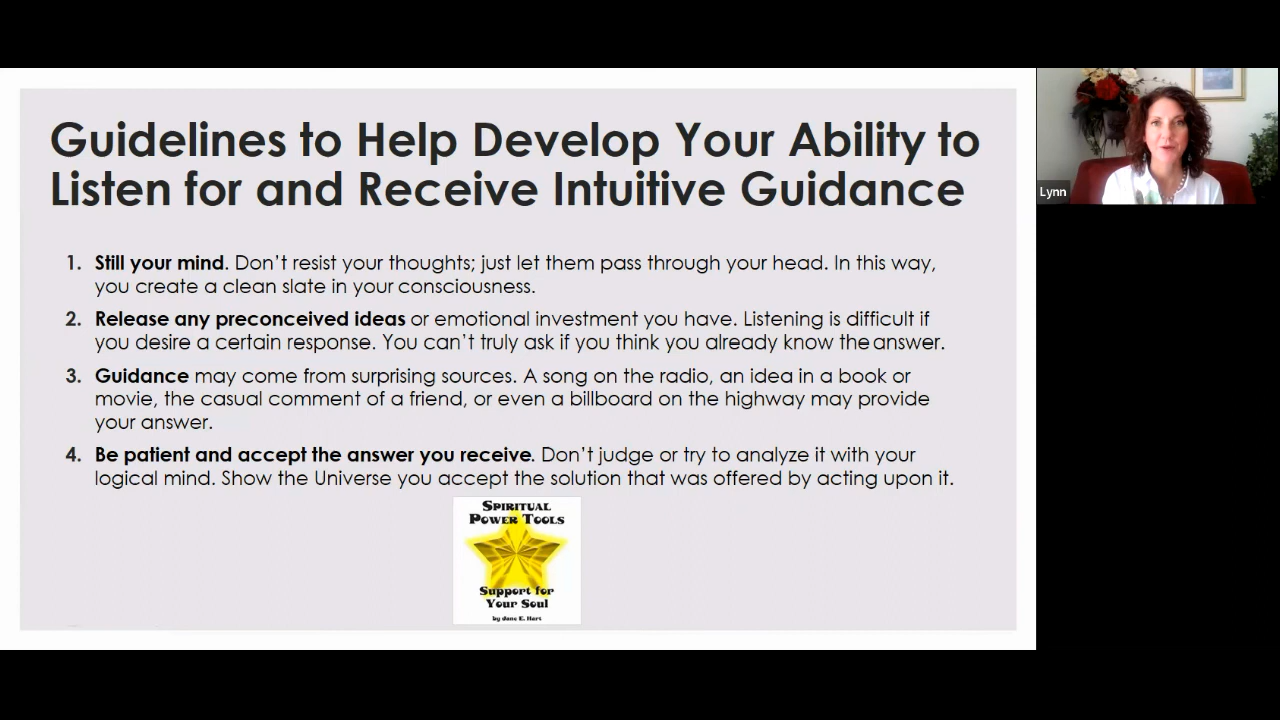 Guidelines to Help Develop Your Ability to
Listen for and Receive Intuitive Guidance
1. Still your mind. Don't resist your thoughts; just let them pass through your head. In this way,
you create a clean slate in your consciousness.
2. Release any preconceived ideas or emotional investment you have. Listening is difficult if
you desire a certain response. You can't truly ask if you think you already know the answer.
3. Guidance may come from surprising sources. A song on the radio, an idea in a book or
movie, the casual comment of a friend, or even a billboard on the highway may provide
your answer.
4. Be patient and accept the answer you receive. Don't judge or try to analyze it with your
logical mind. Show the Universe you accept the solution that was offered by acting upon it.
Spiritual
Power Tools
Support for
Your Soul
by Jane E. Hart
Lynn